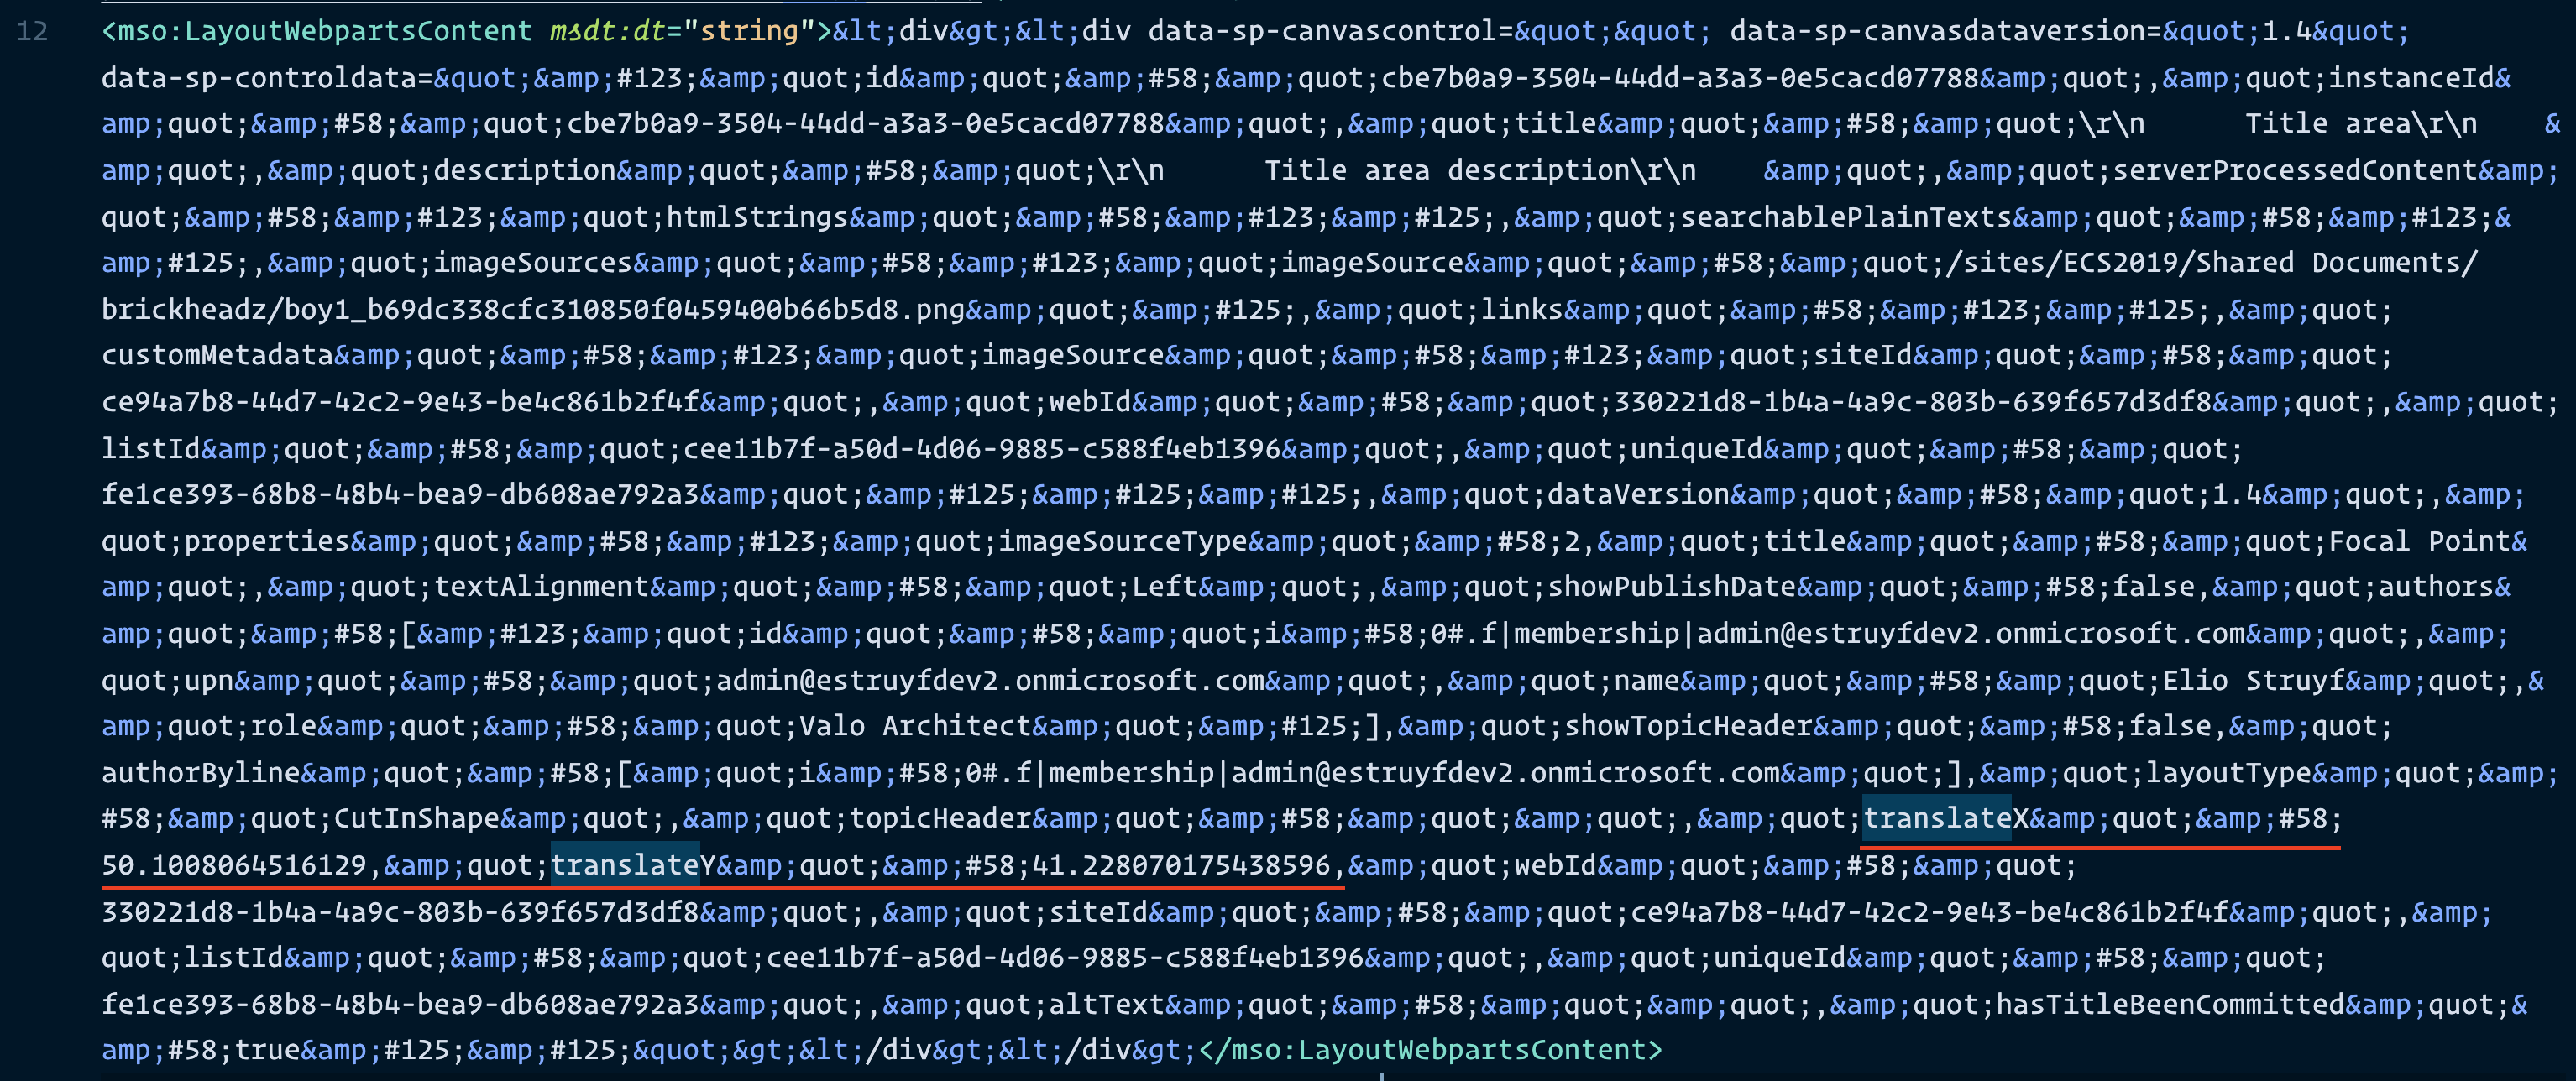 12 <mso:LayoutWebpartsContent msdt:dt="string">&lt;div&gt;&lt;div data-sp-canvascontrol=&quot;&quot; data-sp-canvasdataversion=&quot;1.4&quot;
data-sp-controldata=&quot;&amp;#123;&amp;quot;id&amp;quot;&amp;#58;&amp;quot;cbe7b0a9-3504-44dd-a3a3-0e5cacd07788&amp;quot;,&amp;quot;instanceId&
amp;quot;&amp;#58;&amp;quot;cbe7b0a9-3504-44dd-a3a3-0e5cacd07788&amp;quot;,&amp;quot;title&amp;quot;&amp;#58;&amp;quot;\r\n      Title area\r\n    &
amp;quot;,&amp;quot;description&amp;quot;&amp;#58;&amp;quot;\r\n      Title area description\r\n    &amp;quot;,&amp;quot;serverProcessedContent&amp;
quot;&amp;#58;&amp;#123;&amp;quot;htmlStrings&amp;quot;&amp;#58;&amp;#123;&amp;#125;,&amp;quot;searchablePlainTexts&amp;quot;&amp;#58;&amp;#123;&
amp;#125;,&amp;quot;imageSources&amp;quot;&amp;#58;&amp;#123;&amp;quot;imageSource&amp;quot;&amp;#58;&amp;quot;/sites/ECS2019/Shared Documents/
brickheadz/boy1_b69dc338cfc310850f0459400b66b5d8.png&amp;quot;&amp;#125;,&amp;quot;links&amp;quot;&amp;#58;&amp;#123;&amp;#125;,&amp;quot;
customMetadata&amp;quot;&amp;#58;&amp;#123;&amp;quot;imageSource&amp;quot;&amp;#58;&amp;#123;&amp;quot;siteId&amp;quot;&amp;#58;&amp;quot;
ce94a7b8-44d7-42c2-9e43-be4c861b2f4f&amp;quot;,&amp;quot;webId&amp;quot;&amp;#58;&amp;quot;330221d8-1b4a-4a9c-803b-639f657d3df8&amp;quot;,&amp;quot;
listId&amp;quot;&amp;#58;&amp;quot;cee11b7f-a50d-4d06-9885-c588f4eb1396&amp;quot;,&amp;quot;uniqueId&amp;quot;&amp;#58;&amp;quot;
fe1ce393-68b8-48b4-bea9-db608ae792a3&amp;quot;&amp;#125;&amp;#125;&amp;#125;,&amp;quot;dataVersion&amp;quot;&amp;#58;&amp;quot;1.4&amp;quot;,&amp;
quot;properties&amp;quot;&amp;#58;&amp;#123;&amp;quot;imageSourceType&amp;quot;&amp;#58;2,&amp;quot;title&amp;quot;&amp;#58;&amp;quot;Focal Point&
amp;quot;,&amp;quot;textAlignment&amp;quot;&amp;#58;&amp;quot;Left&amp;quot;,&amp;quot;showPublishDate&amp;quot;&amp;#58;false,&amp;quot;authors&
amp;quot;&amp;#58;[&amp;#123;&amp;quot;id&amp;quot;&amp;#58;&amp;quot;i&amp;#58;0#.f|membership|admin@estruyfdev2.onmicrosoft.com&amp;quot;,&amp;
quot;upn&amp;quot;&amp;#58;&amp;quot;admin@estruyfdev2.onmicrosoft.com&amp;quot;,&amp;quot;name&amp;quot;&amp;#58;&amp;quot;Elio Struyf&amp;quot;,&
amp;quot;role&amp;quot;&amp;#58;&amp;quot;Valo Architect&amp;quot;&amp;#125;],&amp;quot;showTopicHeader&amp;quot;&amp;#58;false,&amp;quot;
authorByline&amp;quot;&amp;#58;[&amp;quot;i&amp;#58;0#.f|membership|admin@estruyfdev2.onmicrosoft.com&amp;quot;],&amp;quot;layoutType&amp;quot;&amp;
#58;&amp;quot;CutInShape&amp;quot;,&amp;quot;topicHeader&amp;quot;&amp;#58;&amp;quot;&amp;quot;,&amp;quot;translateX&amp;quot;&amp;#58;
50.1008064516129,&amp;quot;translateY&amp;quot;&amp;#58;41.228070175438596,&amp;quot;webId&amp;quot;&amp;#58;&amp;quot;
330221d8-1b4a-4a9c-803b-639f657d3df8&amp;quot;,&amp;quot;siteId&amp;quot;&amp;#58;&amp;quot;ce94a7b8-44d7-42c2-9e43-be4c861b2f4f&amp;quot;,&amp;
quot;listId&amp;quot;&amp;#58;&amp;quot;cee11b7f-a50d-4d06-9885-c588f4eb1396&amp;quot;,&amp;quot;uniqueId&amp;quot;&amp;#58;&amp;quot;
fe1ce393-68b8-48b4-bea9-db608ae792a3&amp;quot;,&amp;quot;altText&amp;quot;&amp;#58;&amp;quot;&amp;quot;,&amp;quot;hasTitleBeenCommitted&amp;quot;&
amp;#58;true&amp;#125;&amp;#125;&quot;&gt;&lt;/div&gt;&lt;/div&gt;</mso:LayoutWebpartsContent>